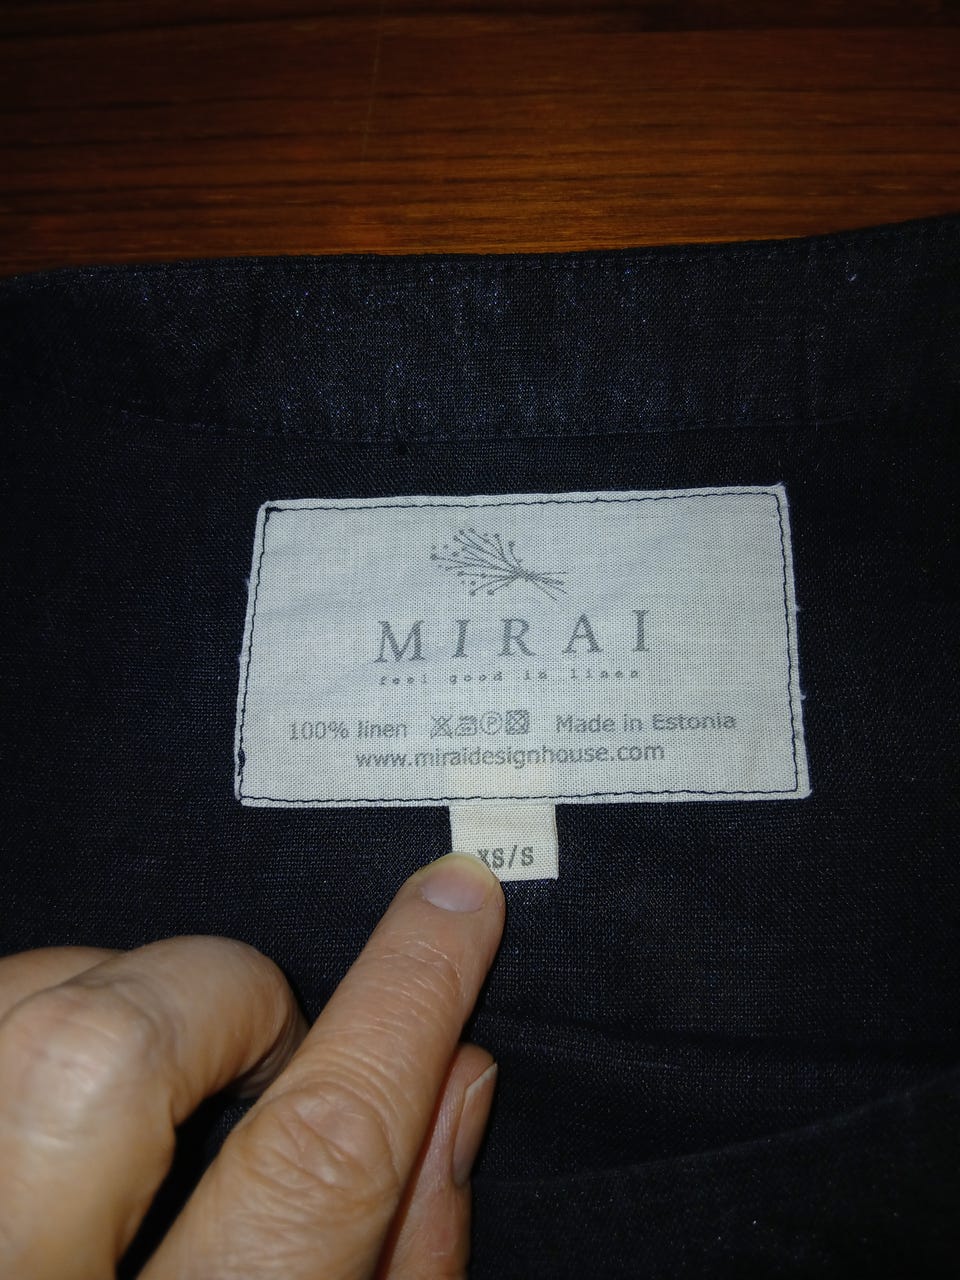 MIRAI
feel good in linen
100% linen P Made in Estonia
www.miraidesignhouse.com
XS/S